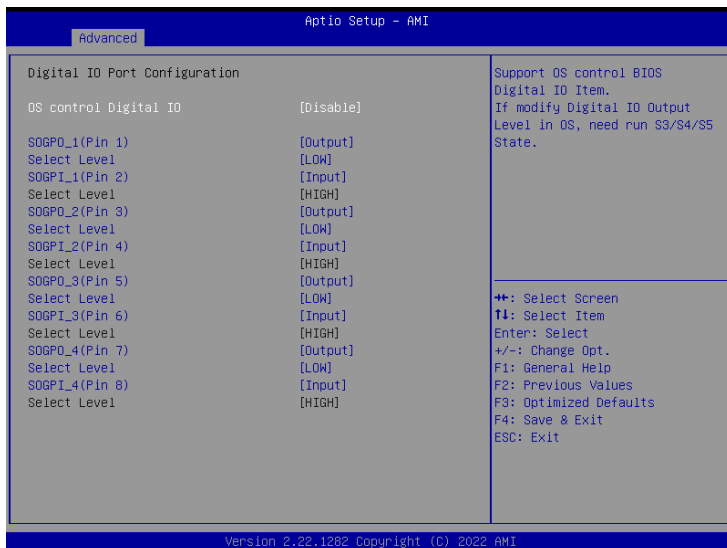 Aptio Setup - AMI
Advanced
Digital IO Port Configuration
OS control Digital IO [Disable]
SOGPO_1(Pin 1) [Output]
Select Level [LOW]
SOGPI_1(Pin 2) [Input]
Select Level [HIGH]
SOGPO_2(Pin 3) [Output]
Select Level [LOW]
SOGPI_2(Pin 4) [Input]
Select Level [HIGH]
SOGPO_3(Pin 5) [Output]
Select Level [LOW]
SOGPI_3(Pin 6) [Input]
Select Level [HIGH]
SOGPO_4(Pin 7) [Output]
Select Level [LOW]
SOGPI_4(Pin 8) [Input]
Select Level [HIGH]
Support OS control BIOS
Digital IO Item.
If modify Digital IO Output
Level in OS, need run S3/S4/S5
State.
→←: Select Screen
↑↓: Select Item
Enter: Select
+/-: Change Opt.
F1: General Help
F2: Previous Values
F3: Optimized Defaults
F4: Save & Exit
ESC: Exit
Version 2.22.1282 Copyright (C) 2022 AMI